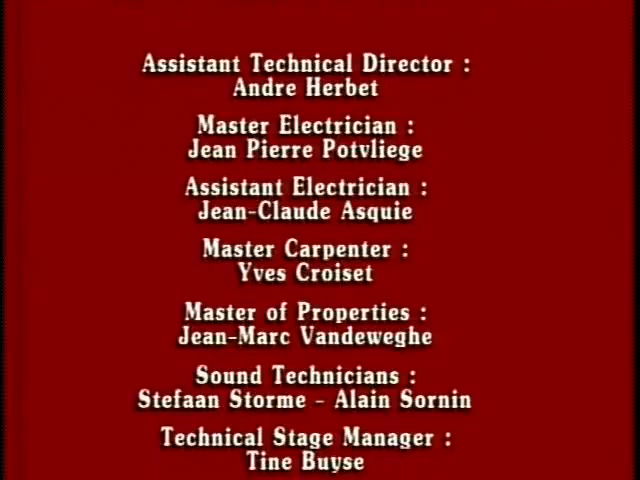 Assistant Technical Director :
Andre Herbet
Master Electrician :
Jean Pierre Potvliege
Assistant Electrician :
Jean-Claude Asquie
Master Carpenter :
Yves Croiset
Master of Properties :
Jean-Marc Vandeweghe
Sound Technicians :
Stefaan Storme - Alain Sornin
Technical Stage Manager :
Tine Buyse